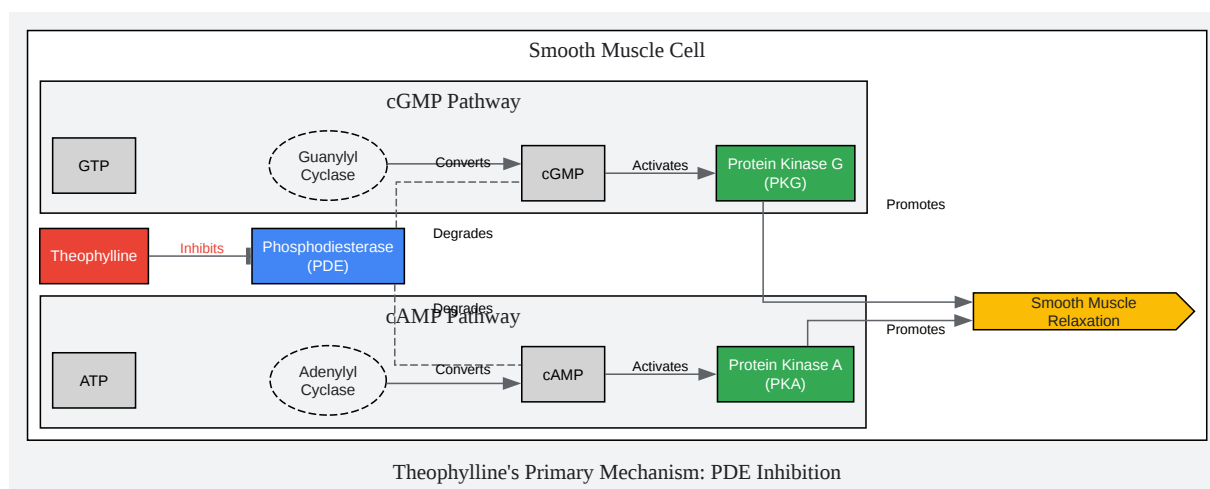 Smooth Muscle Cell
cGMP Pathway
GTP
Guanylyl
Cyclase
Converts
cGMP
Activates
Protein Kinase G
(PKG)
Promotes
Degrades
Theophylline
Inhibits
Phosphodiesterase
(PDE)
Degrades
cAMP Pathway
ATP
Adenylyl
Cyclase
Converts
cAMP
Activates
Protein Kinase A
(PKA)
Promotes
Smooth Muscle
Relaxation
Theophylline's Primary Mechanism: PDE Inhibition